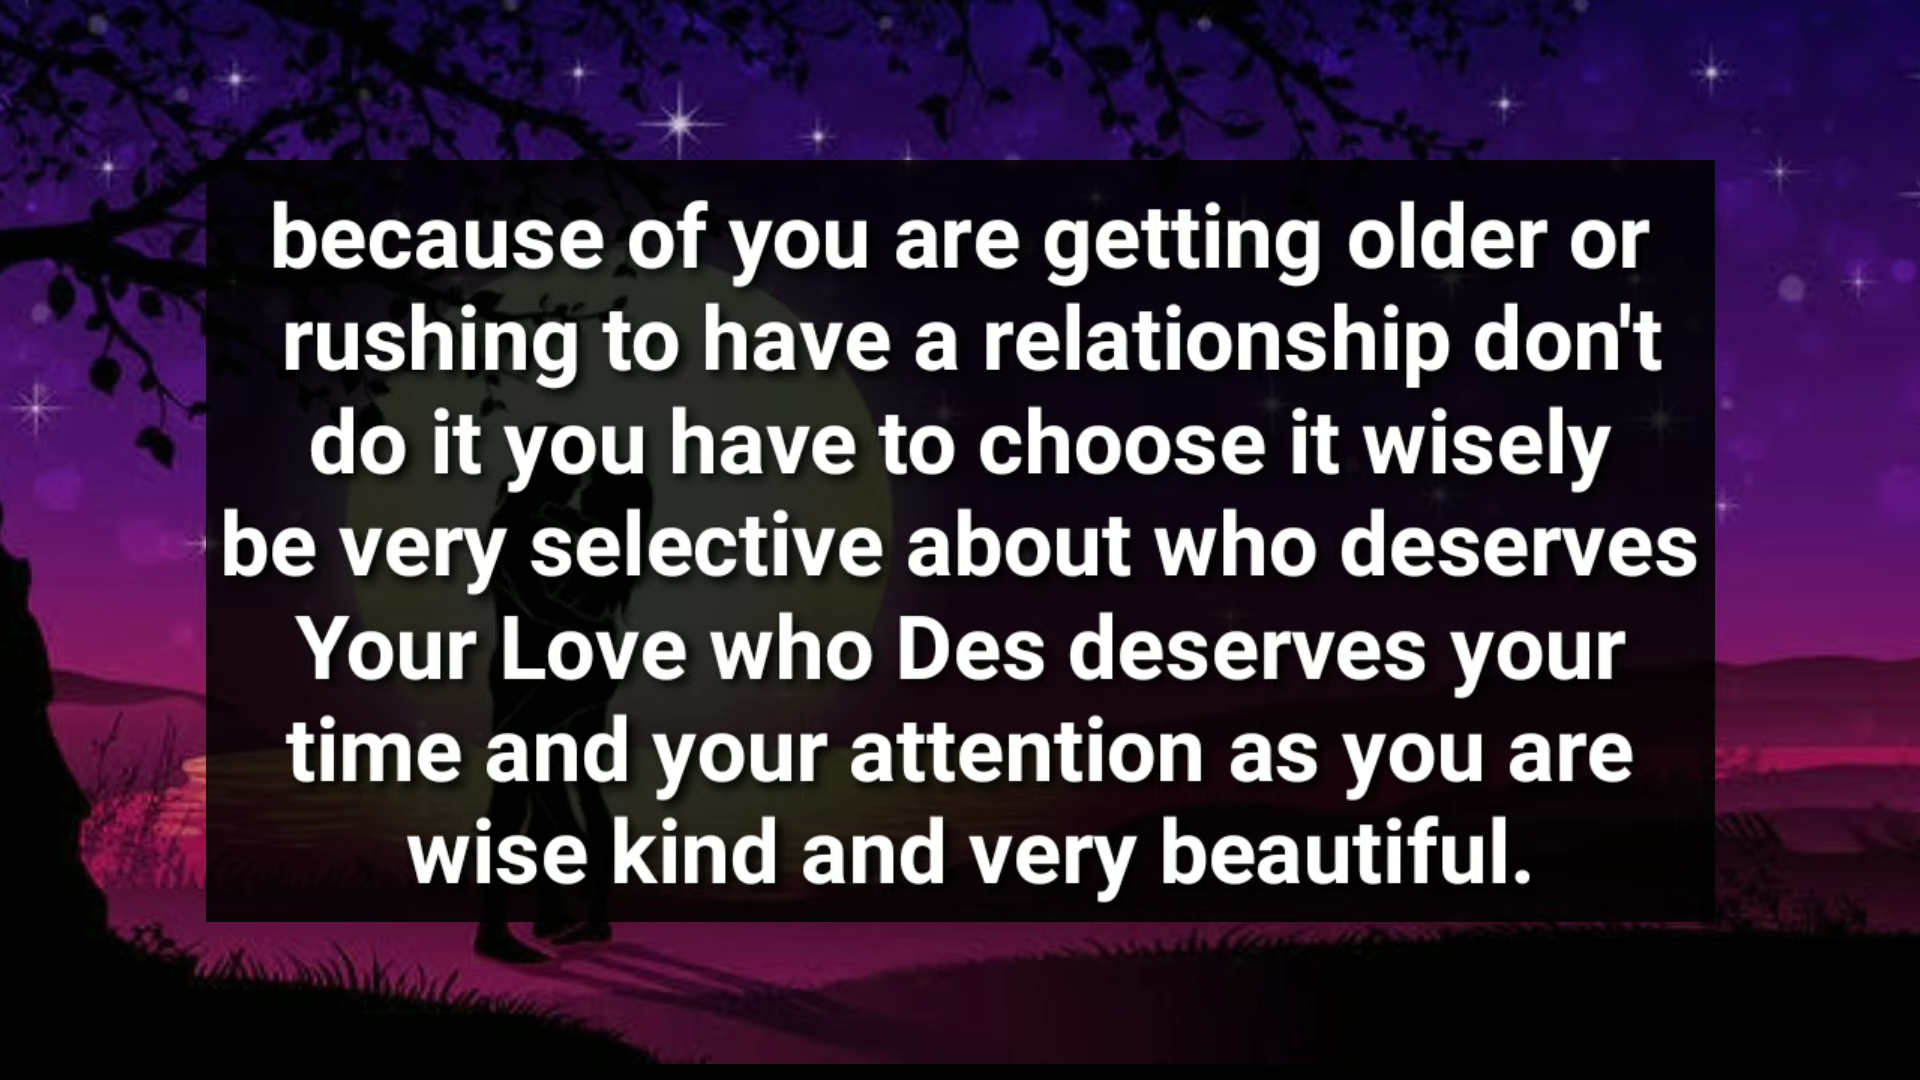 because of you are getting older or
rushing to have a relationship don't
do it you have to choose it wisely
be very selective about who deserves
Your Love who Des deserves your
time and your attention as you are
wise kind and very beautiful.